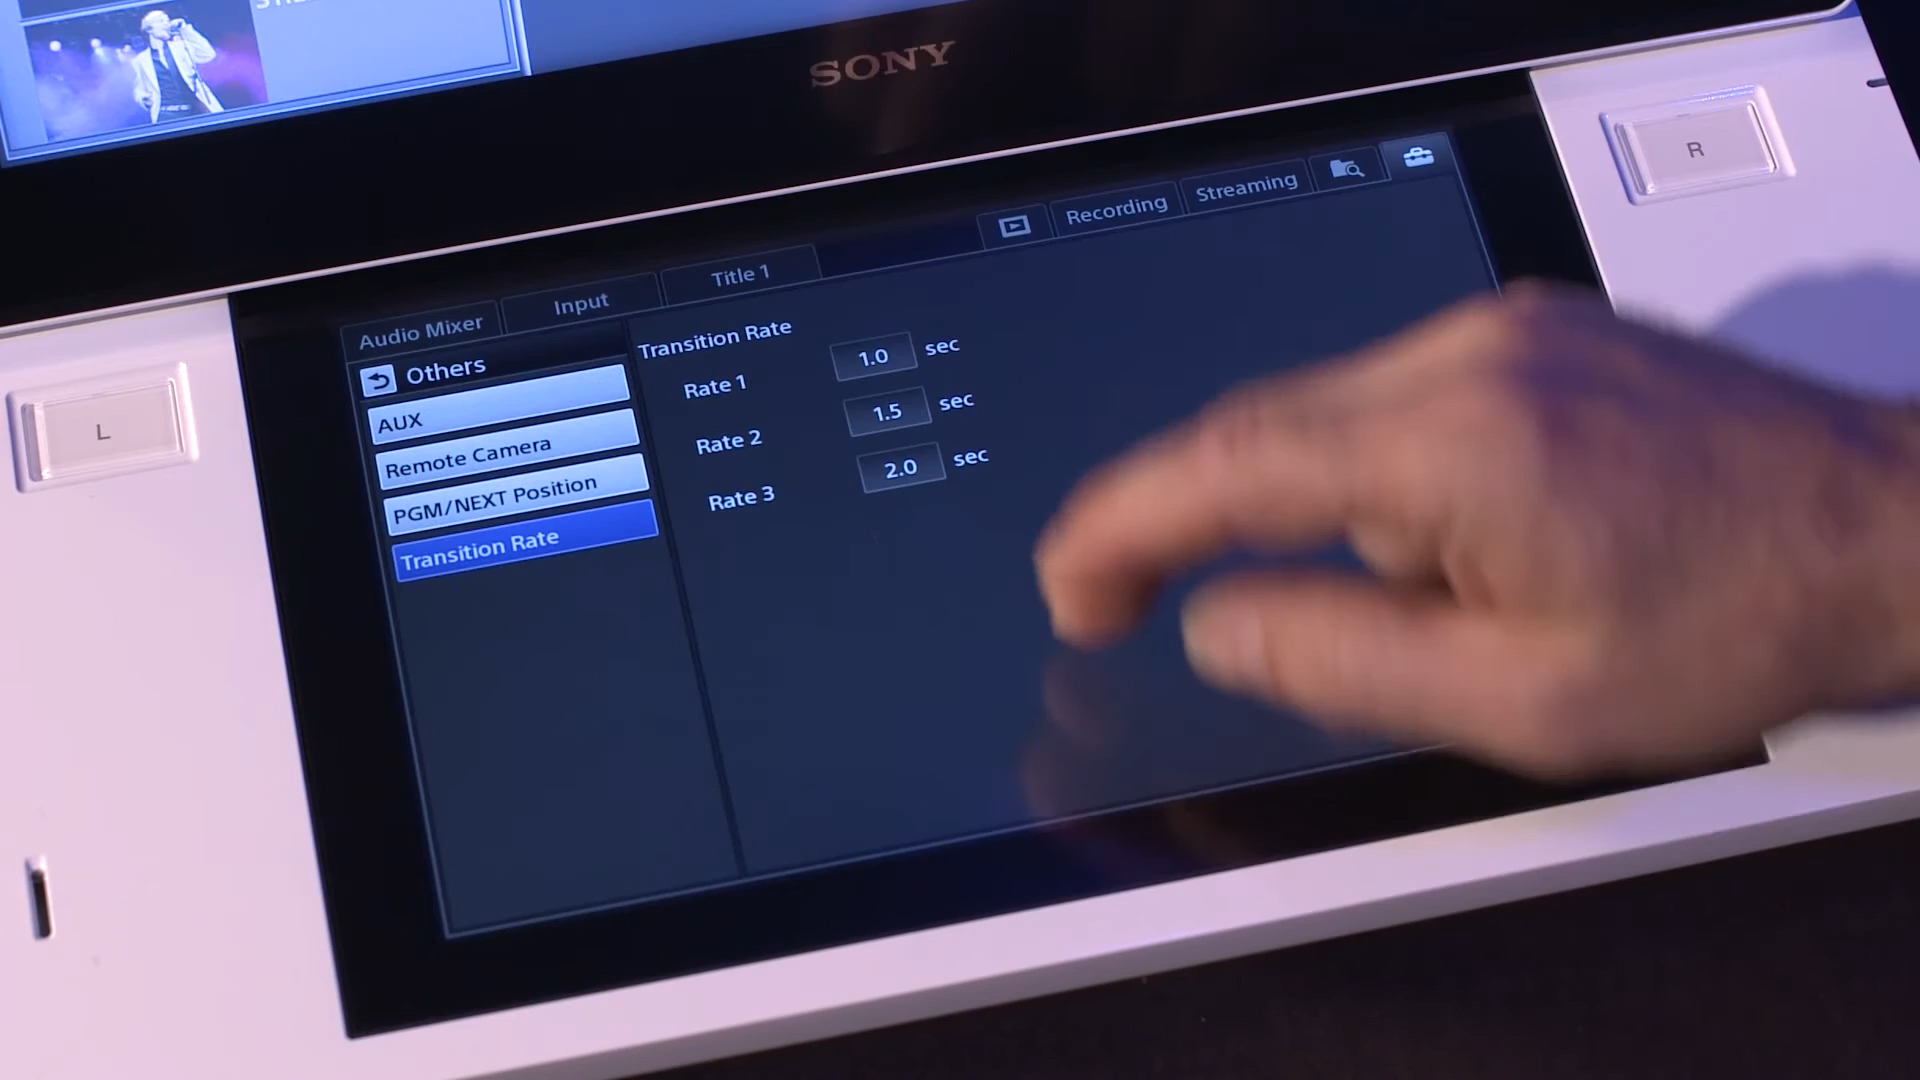 SONY
L
R
Audio Mixer
Input
Title 1
Recording
Streaming
Others
AUX
Remote Camera
PGM/NEXT Position
Transition Rate
Transition Rate
Rate 1 1.0 sec
Rate 2 1.5 sec
Rate 3 2.0 sec